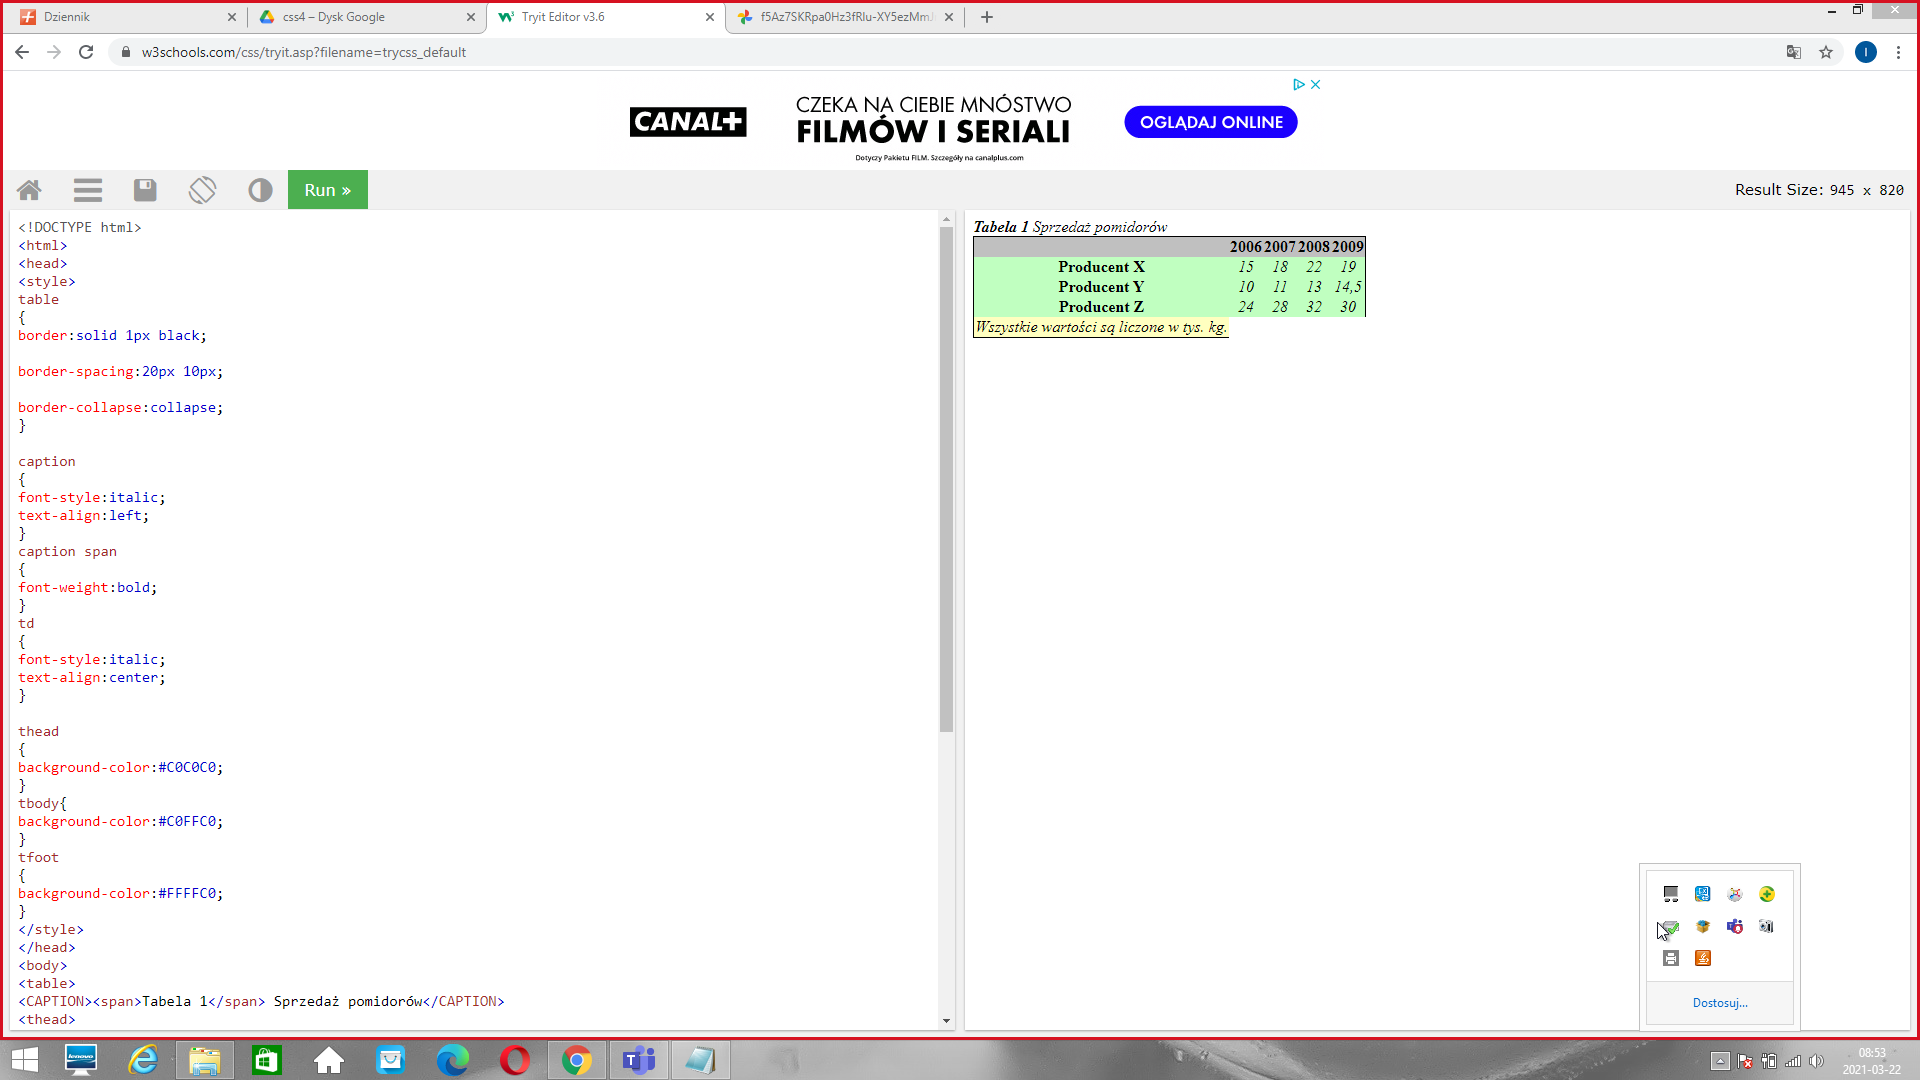 Dziennik
css4 – Dysk Google
Tryit Editor v3.6
f5Az7SKRpa0Hz3fRlu-XY5ezMm
w3schools.com/css/tryit.asp?filename=trycss_default
I
CANAL+
CZEKA NA CIEBIE MNÓSTWO
FILMÓW I SERIALI
Dotyczy Pakietu FILM. Szczegóły na canalplus.com
OGLĄDAJ ONLINE
Run »
Result Size: 945 x 820
<!DOCTYPE html>
<html>
<head>
<style>
table
{
border:solid 1px black;
border-spacing:20px 10px;
border-collapse:collapse;
}
caption
{
font-style:italic;
text-align:left;
}
caption span
{
font-weight:bold;
}
td
{
font-style:italic;
text-align:center;
}
thead
{
background-color:#C0C0C0;
}
tbody{
background-color:#C0FFC0;
}
tfoot
{
background-color:#FFFFC0;
}
</style>
</head>
<body>
<table>
<CAPTION><span>Tabela 1</span> Sprzedaż pomidorów</CAPTION>
<thead>
Tabela 1 Sprzedaż pomidorów
2006 2007 2008 2009
Producent X 15 18 22 19
Producent Y 10 11 13 14,5
Producent Z 24 28 32 30
Wszystkie wartości są liczone w tys. kg.
Dostosuj...
lenovo
08:53
2021-03-22